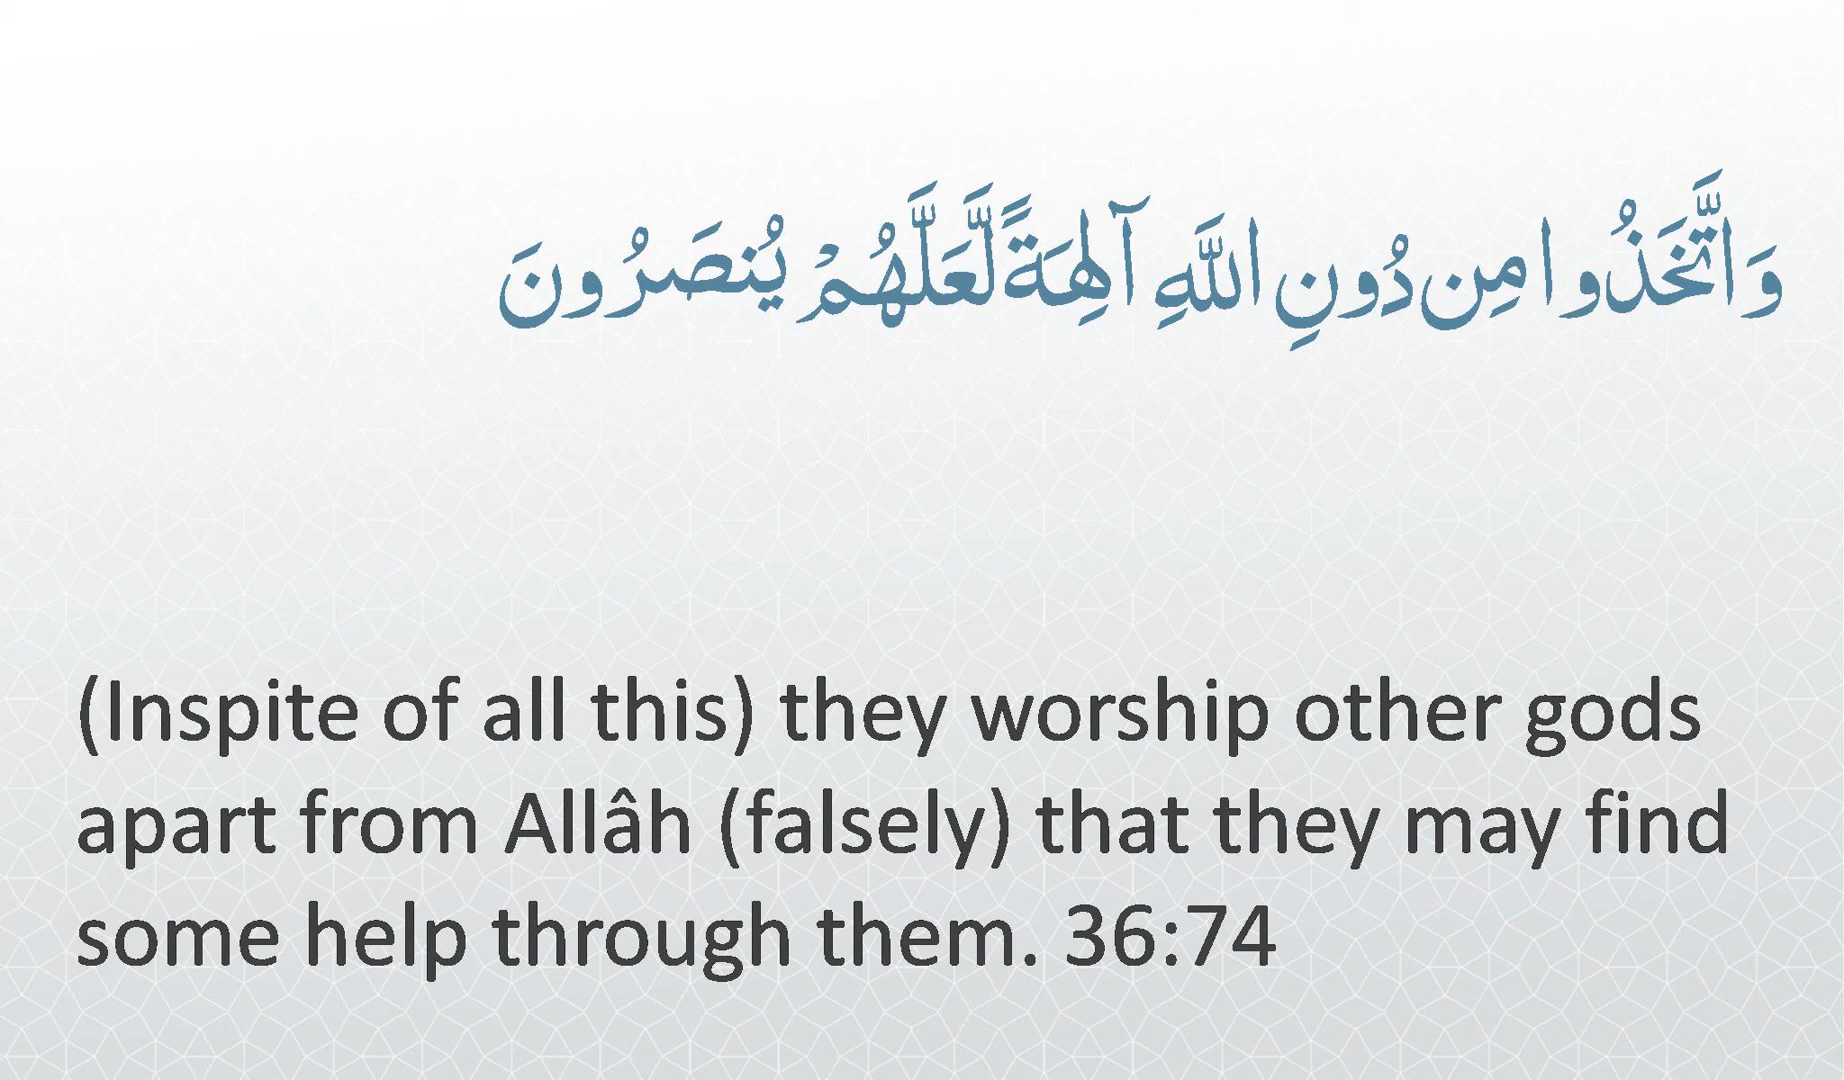 وَاتَّخَذُوا مِن دُونِ اللَّهِ آلِهَةً لَّعَلَّهُمْ يُنصَرُونَ
(Inspite of all this) they worship other gods
apart from Allâh (falsely) that they may find
some help through them. 36:74